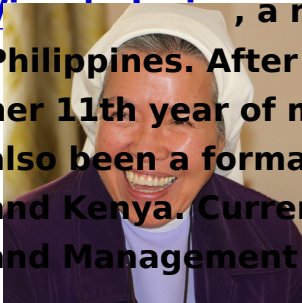 , a
Philippines. After
her 11th year of
also been a forma
and Kenya. Curren
and Management